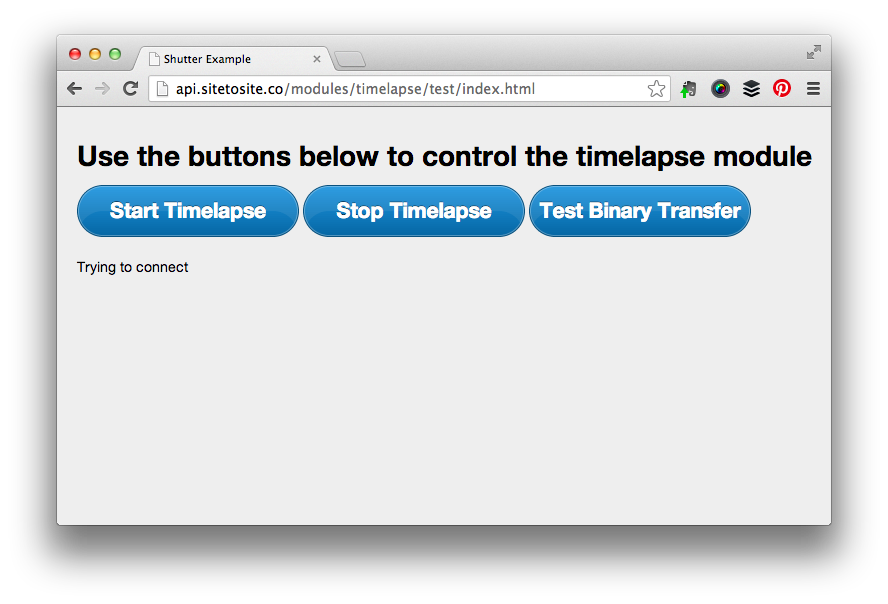 Shutter Example
api.sitetosite.co/modules/timelapse/test/index.html
Use the buttons below to control the timelapse module
Start Timelapse Stop Timelapse Test Binary Transfer
Trying to connect